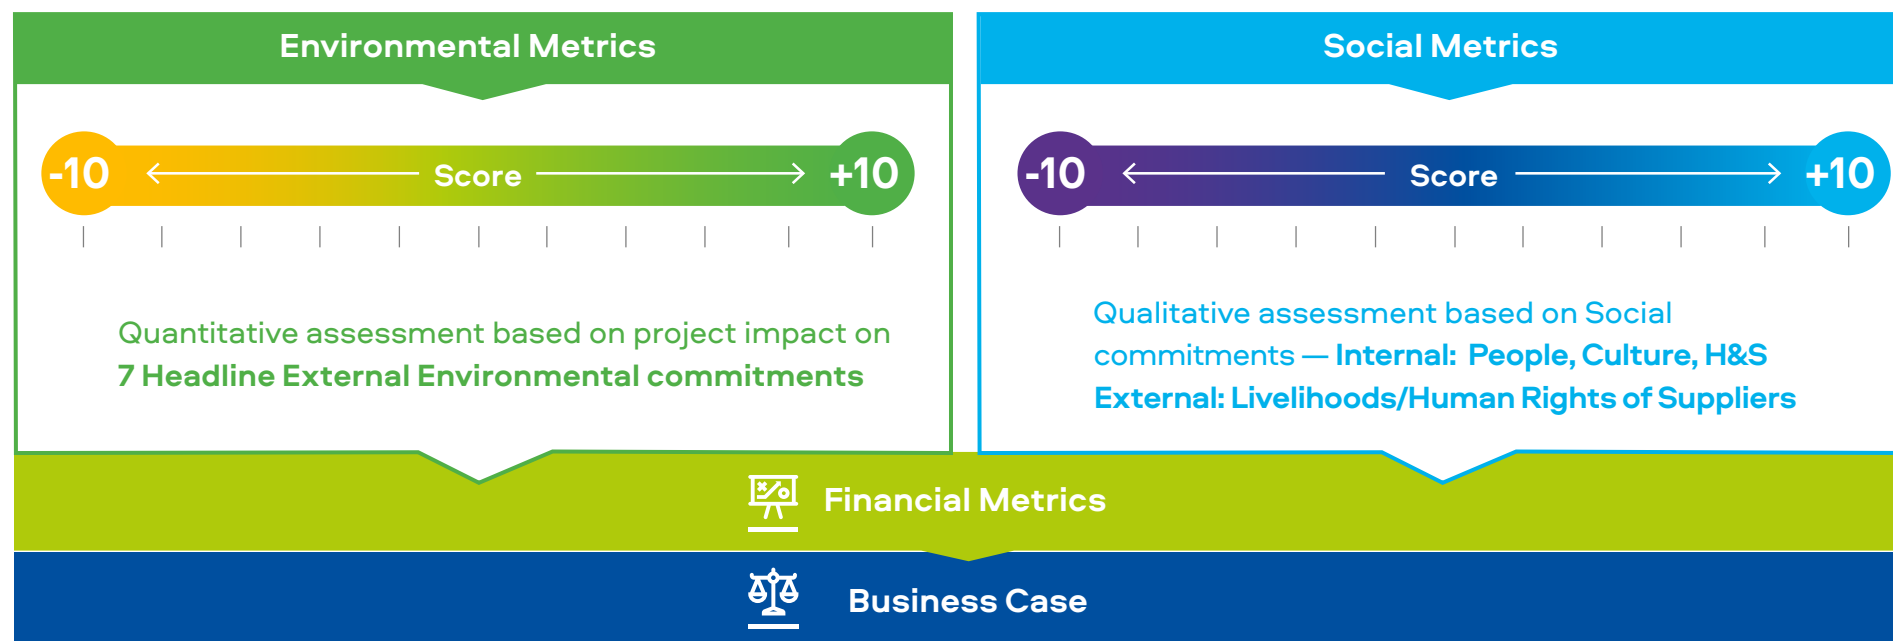 Environmental Metrics
-10
Score
+10
Quantitative assessment based on project impact on
7 Headline External Environmental commitments
Social Metrics
-10
Score
+10
Qualitative assessment based on Social
commitments — Internal: People, Culture, H&S
External: Livelihoods/Human Rights of Suppliers
Financial Metrics
Business Case